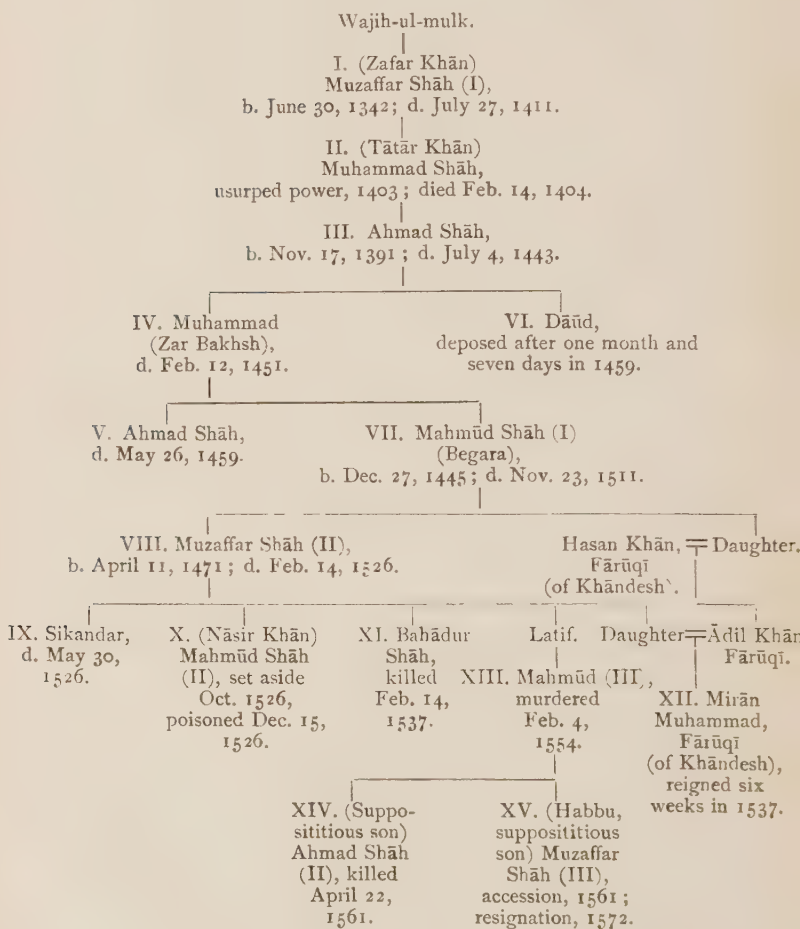 Wajih-ul-mulk.
I. (Zafar Khān)
Muzaffar Shāh (I),
b. June 30, 1342; d. July 27, 1411.
II. (Tātār Khān)
Muhammad Shāh,
usurped power, 1403; died Feb. 14, 1404.
III. Ahmad Shāh,
b. Nov. 17, 1391; d. July 4, 1443.
IV. Muhammad
(Zar Bakhsh),
d. Feb. 12, 1451.
VI. Dāūd,
deposed after one month and
seven days in 1459.
V. Ahmad Shāh,
d. May 26, 1459.
VII. Mahmūd Shāh (I)
(Begara),
b. Dec. 27, 1445; d. Nov. 23, 1511.
VIII. Muzaffar Shāh (II),
b. April 11, 1471; d. Feb. 14, 1526.
Hasan Khān,
Fārūqī
(of Khāndesh`.
Daughter.
IX. Sikandar,
d. May 30,
1526.
X. (Nāsir Khān)
Mahmūd Shāh
(II), set aside
Oct. 1526,
poisoned Dec. 15,
1526.
XI. Bahādur
Shāh,
killed
Feb. 14,
1537.
Latif.
XIII. Mahmūd (III),
murdered
Feb. 4,
1554.
Daughter
Ādil Khān
Fārūqī.
XII. Mirān
Muhammad,
Fārūqī
(of Khāndesh),
reigned six
weeks in 1537.
XIV. (Suppo-
sititious son)
Ahmad Shāh
(II), killed
April 22,
1561.
XV. (Habbu,
supposititious
son) Muzaffar
Shāh (III),
accession, 1561;
resignation, 1572.